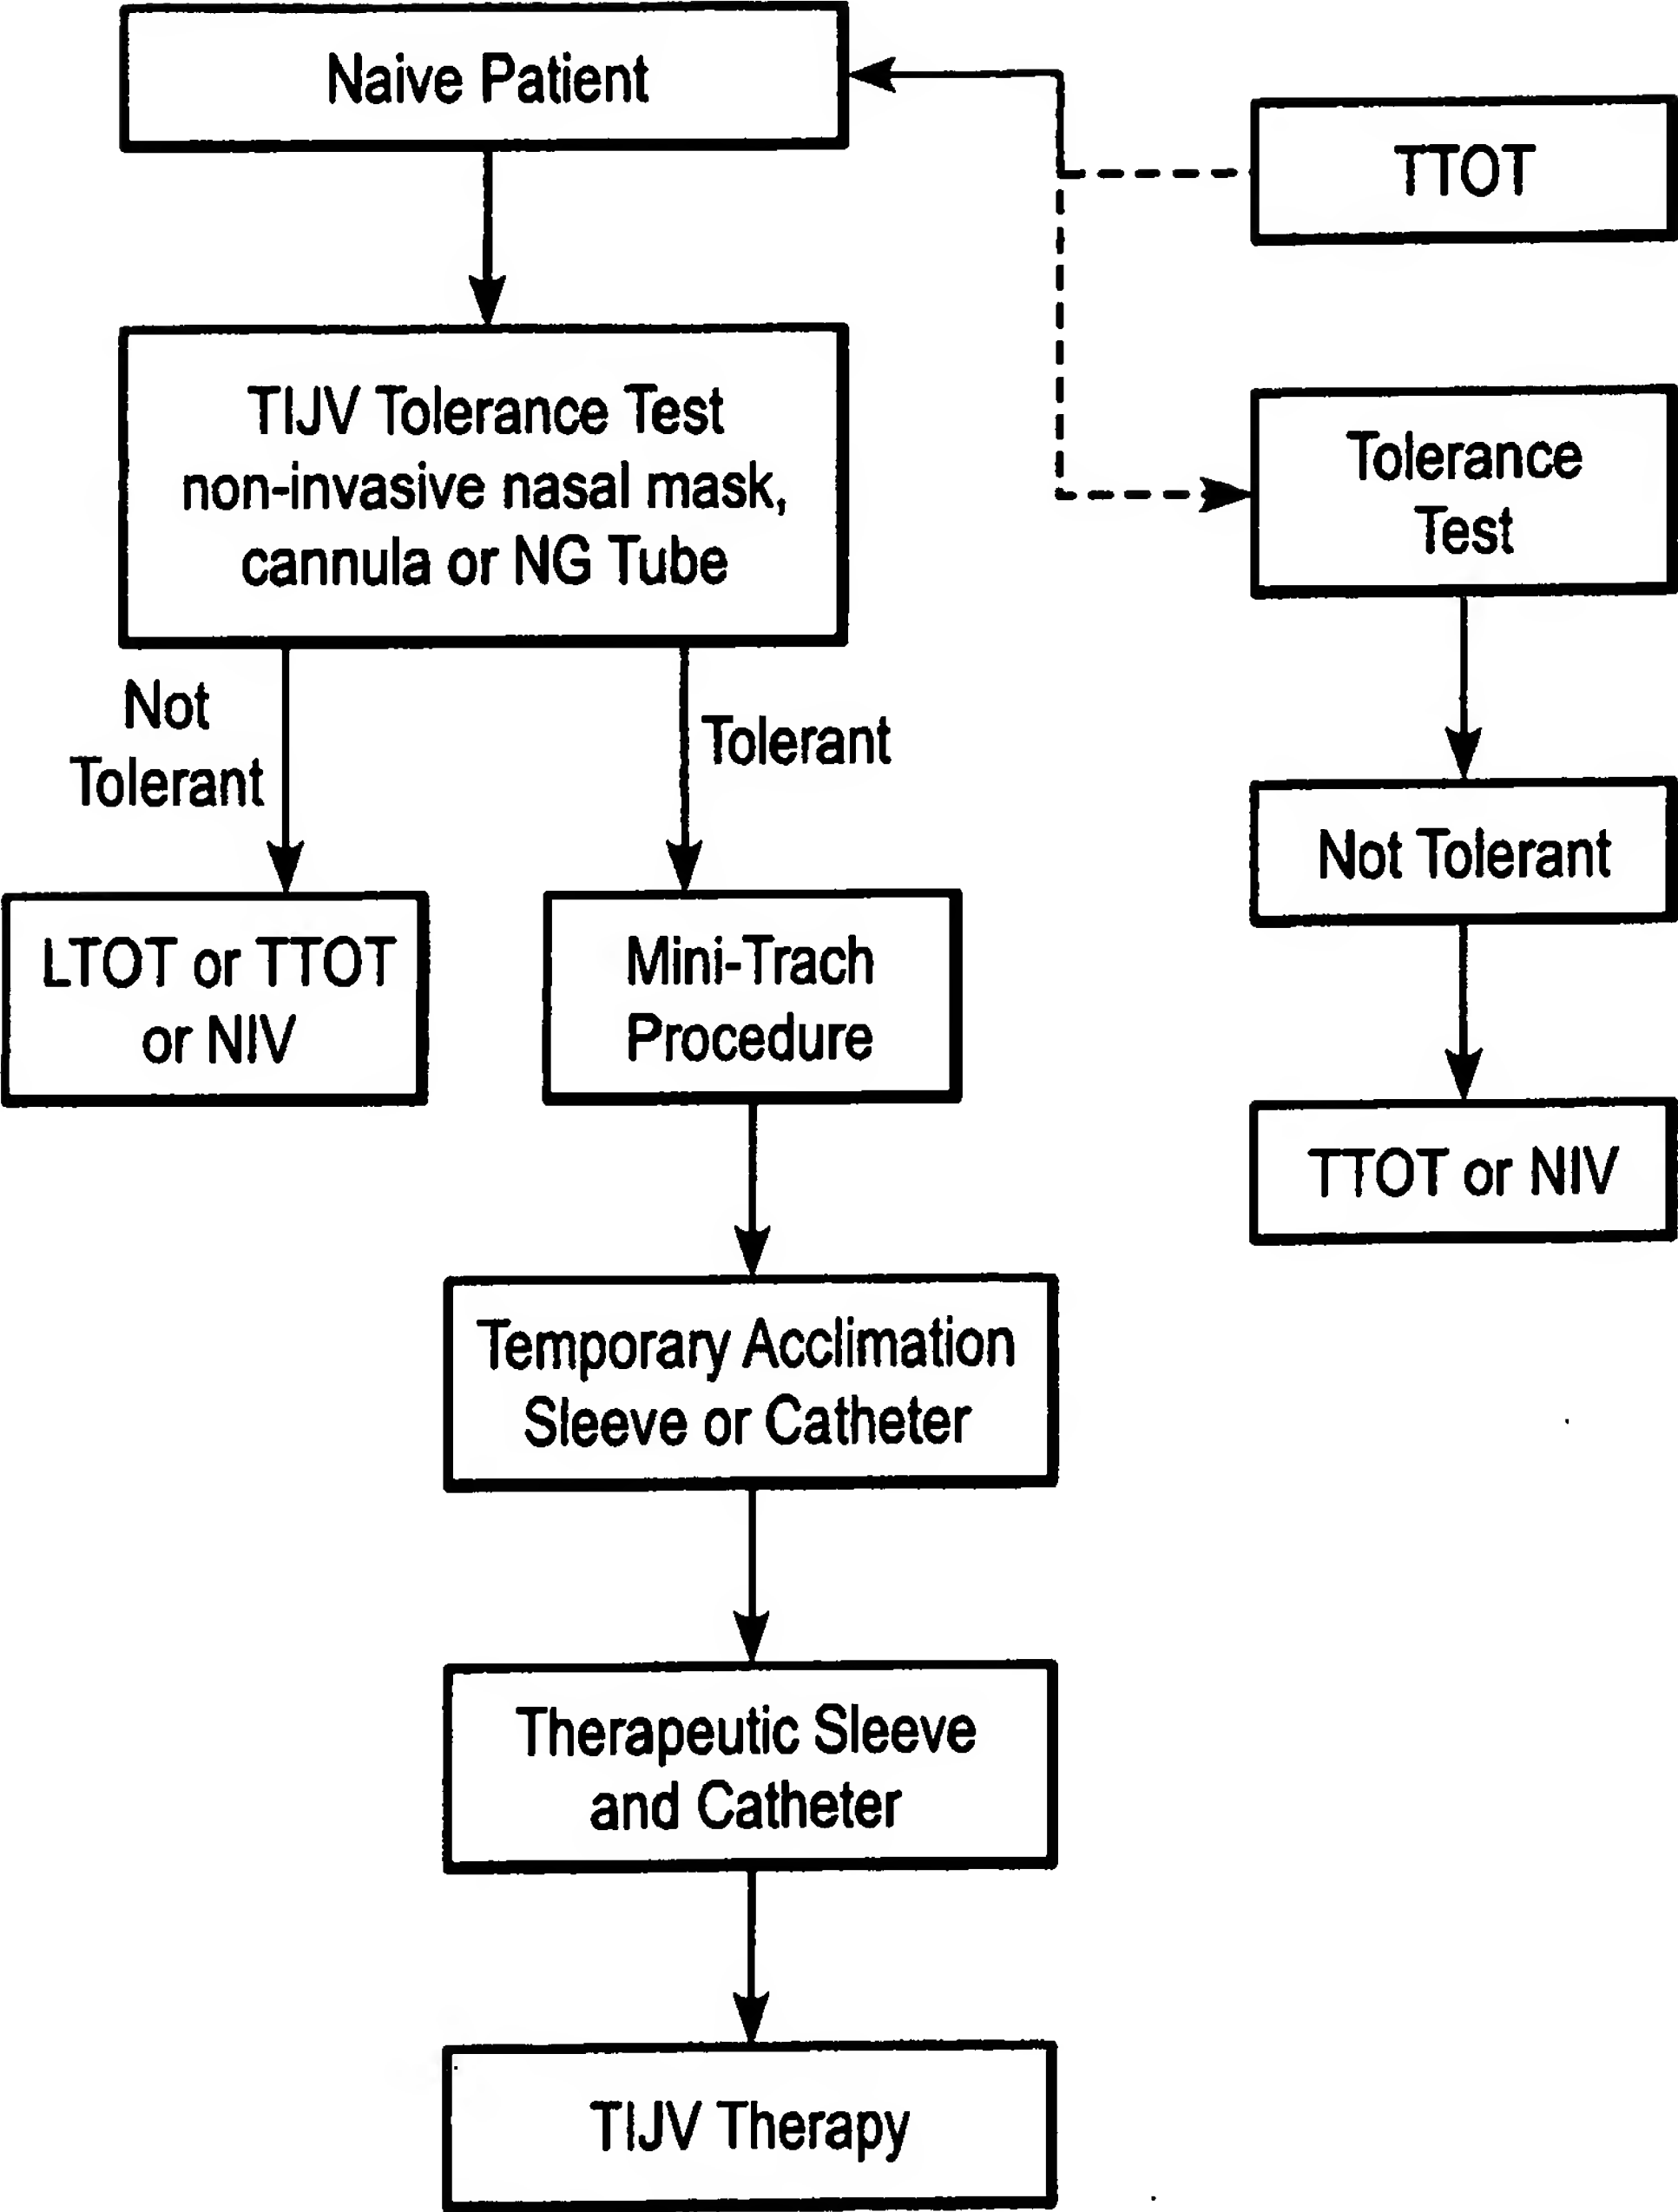 Naive Patient
TTOT
TIJV Tolerance Test
non-invasive nasal mask,
cannula or NG Tube
Tolerance
Test
Not
Tolerant
Tolerant
Not Tolerant
LTOT or TTOT
or NIV
Mini-Trach
Procedure
TTOT or NIV
Temporary Acclimation
Sleeve or Catheter
Therapeutic Sleeve
and Catheter
TIJV Therapy